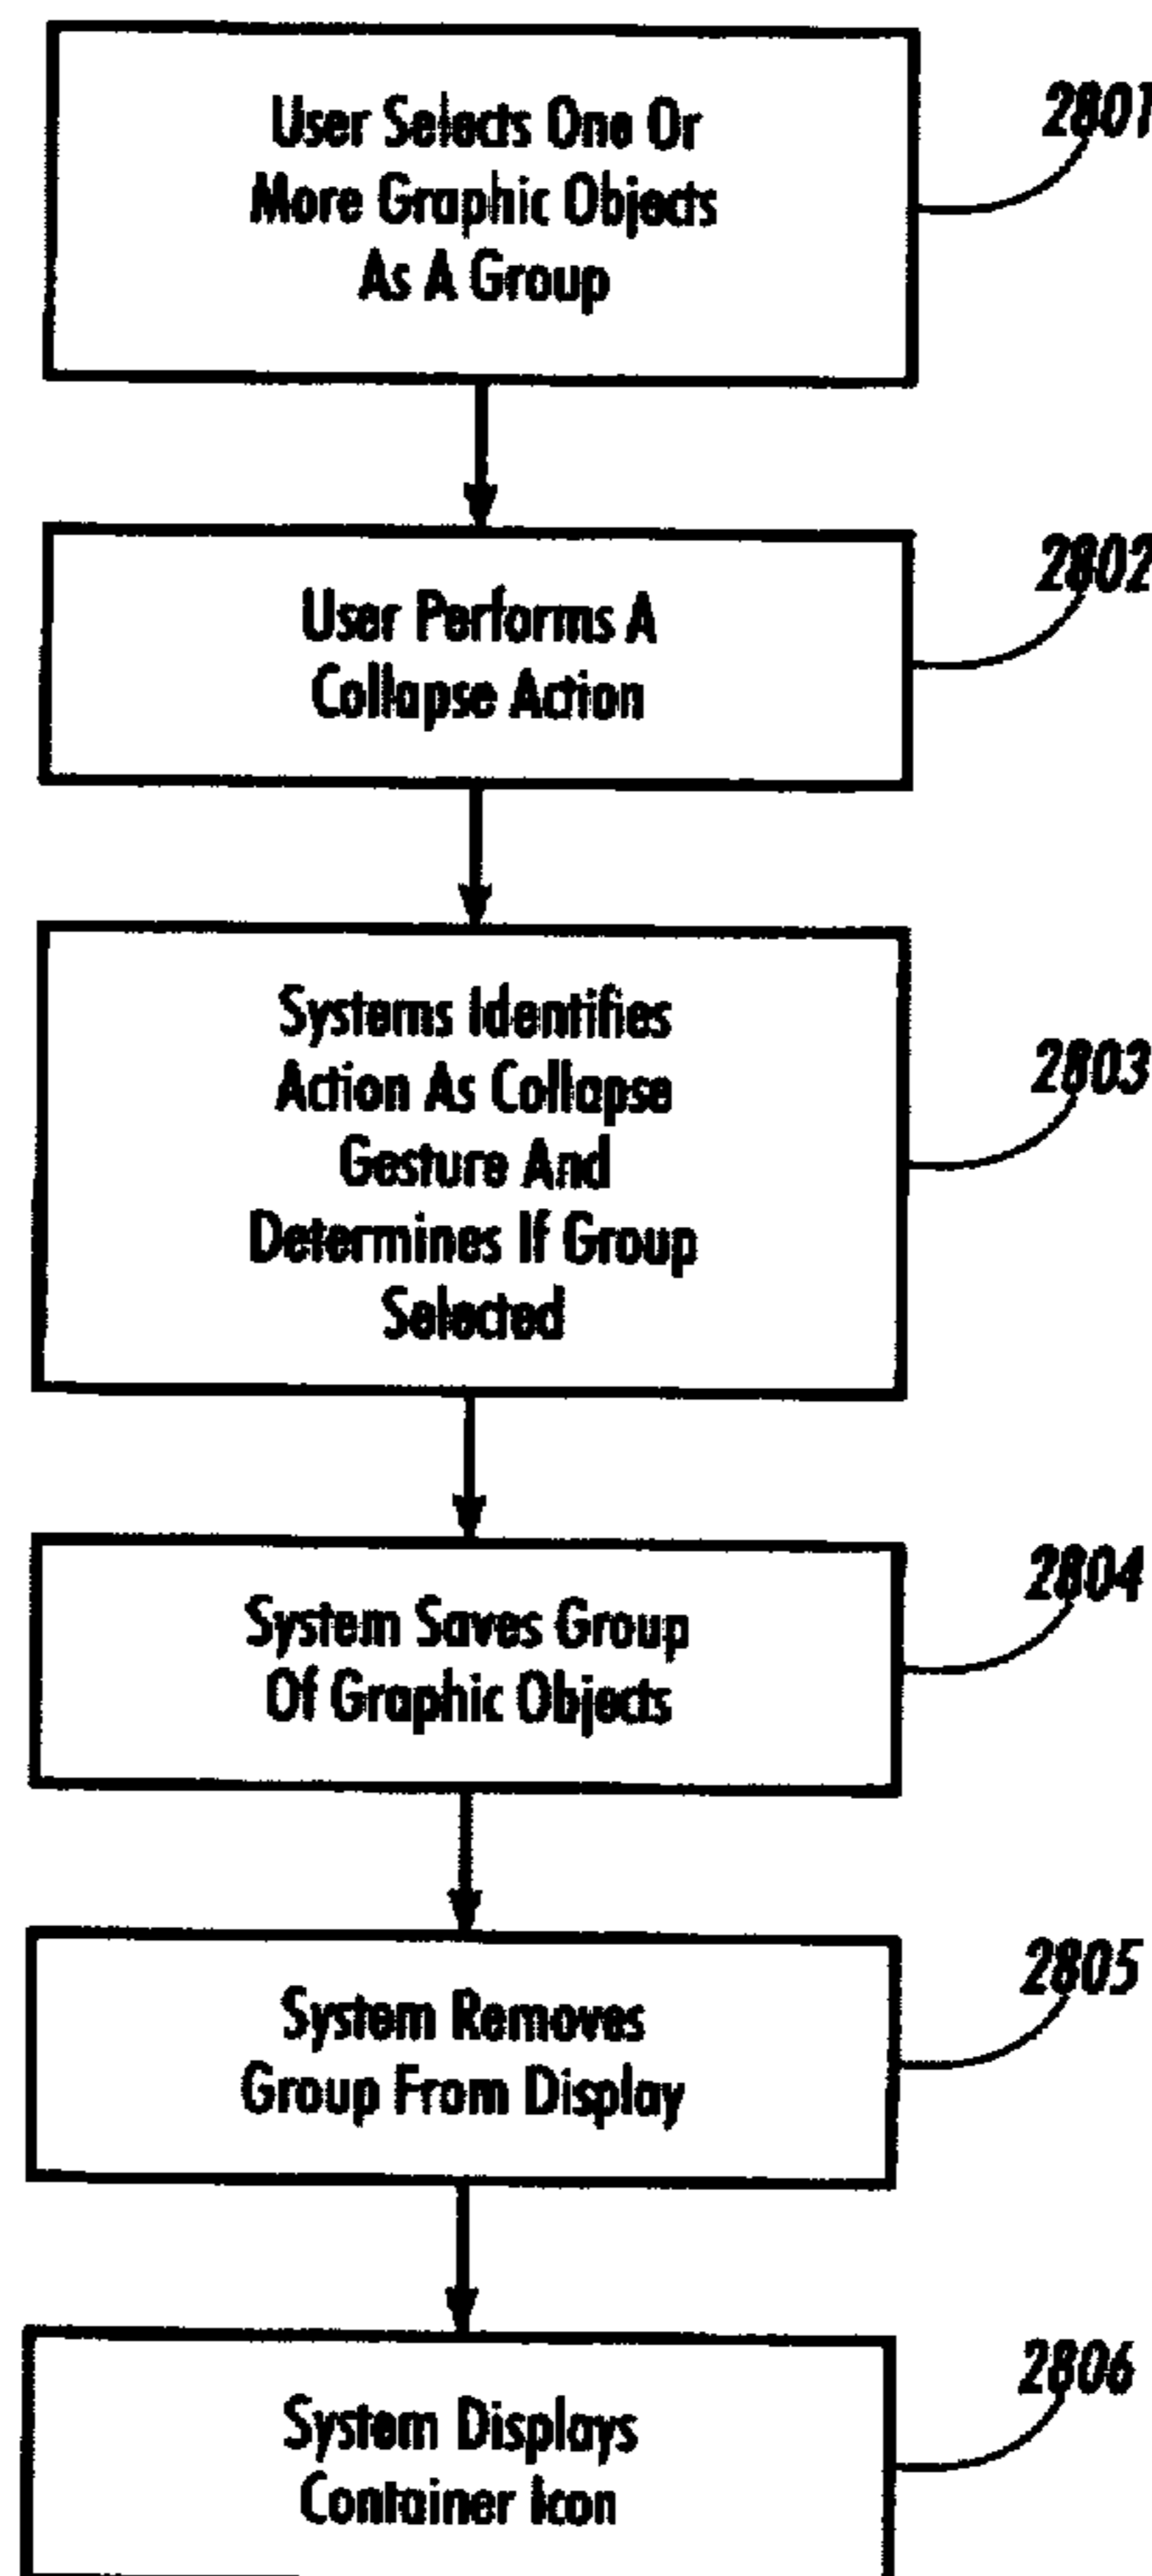 User Selects One Or
More Graphic Objects
As A Group
2801
User Performs A
Collapse Action
2802
Systems Identifies
Action As Collapse
Gesture And
Determines If Group
Selected
2803
System Saves Group
Of Graphic Objects
2804
System Removes
Group From Display
2805
System Displays
Container Icon
2806